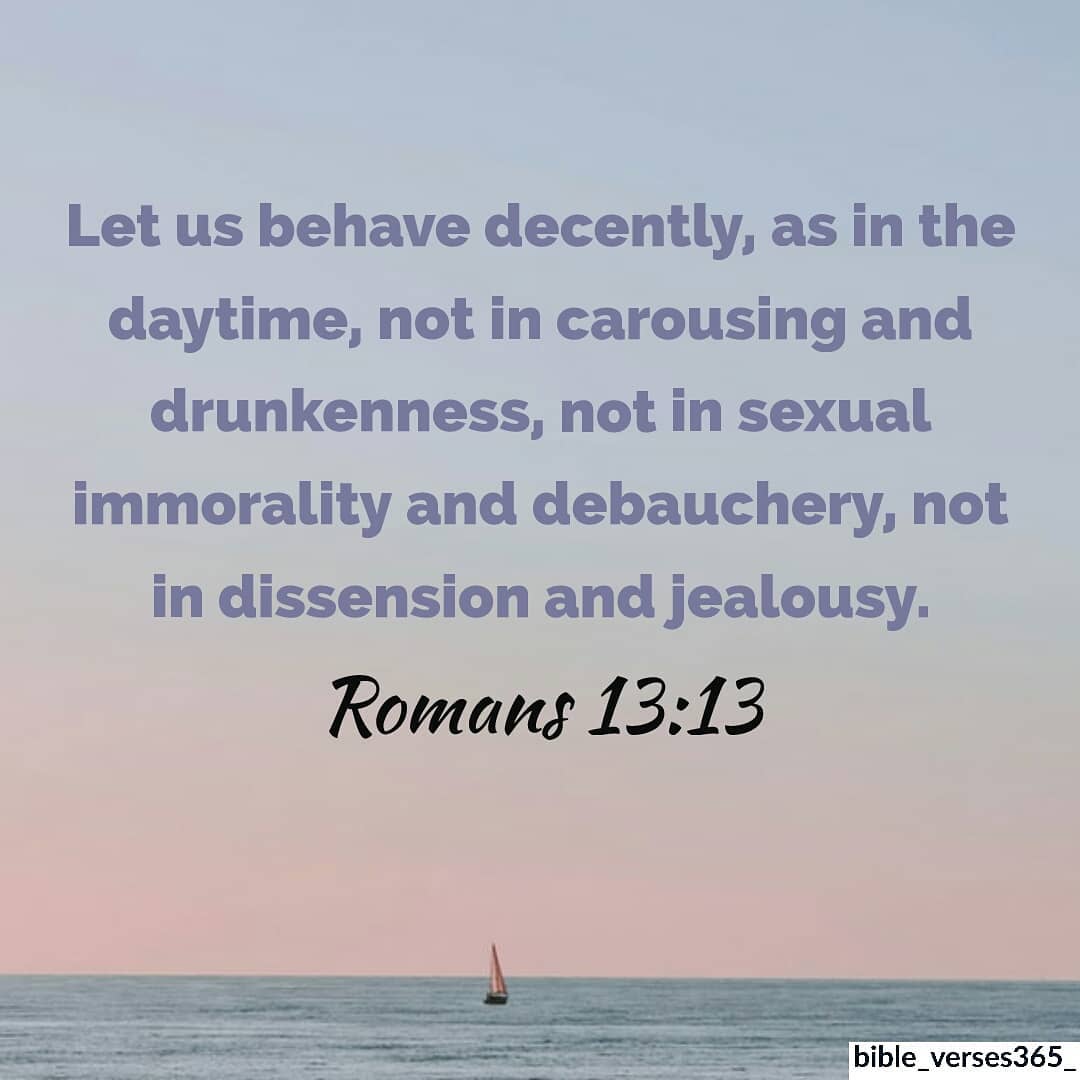 Let us behave decently, as in the
daytime, not in carousing and
drunkenness, not in sexual
immorality and debauchery, not
in dissension and jealousy.
Romans 13:13
bible_verses365_